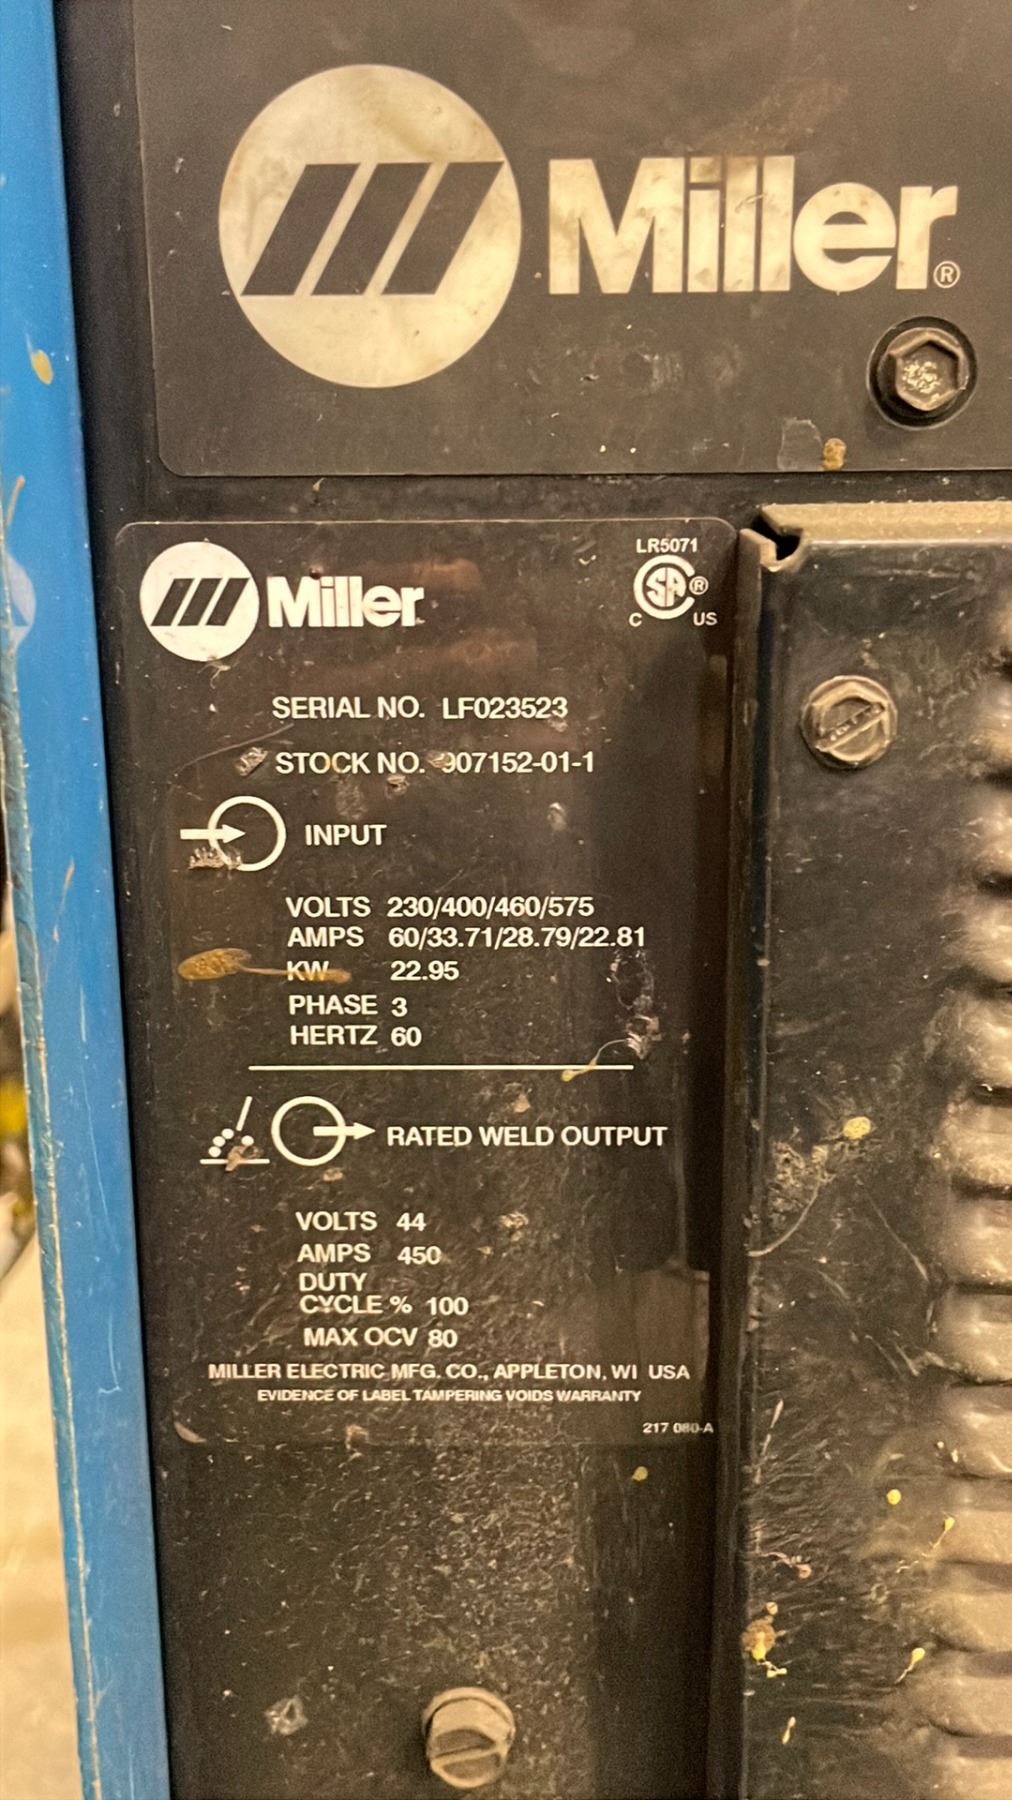 Miller®
LR5071
Miller
C US
SERIAL NO. LF023523
STOCK NO. 907152-01-1
INPUT
VOLTS 230/400/460/575
AMPS 60/33.71/28.79/22.81
KW 22.95
PHASE 3
HERTZ 60
RATED WELD OUTPUT
VOLTS 44
AMPS 450
DUTY
CYCLE % 100
MAX OCV 80
MILLER ELECTRIC MFG. CO., APPLETON, WI USA
EVIDENCE OF LABEL TAMPERING VOIDS WARRANTY
217 080-A